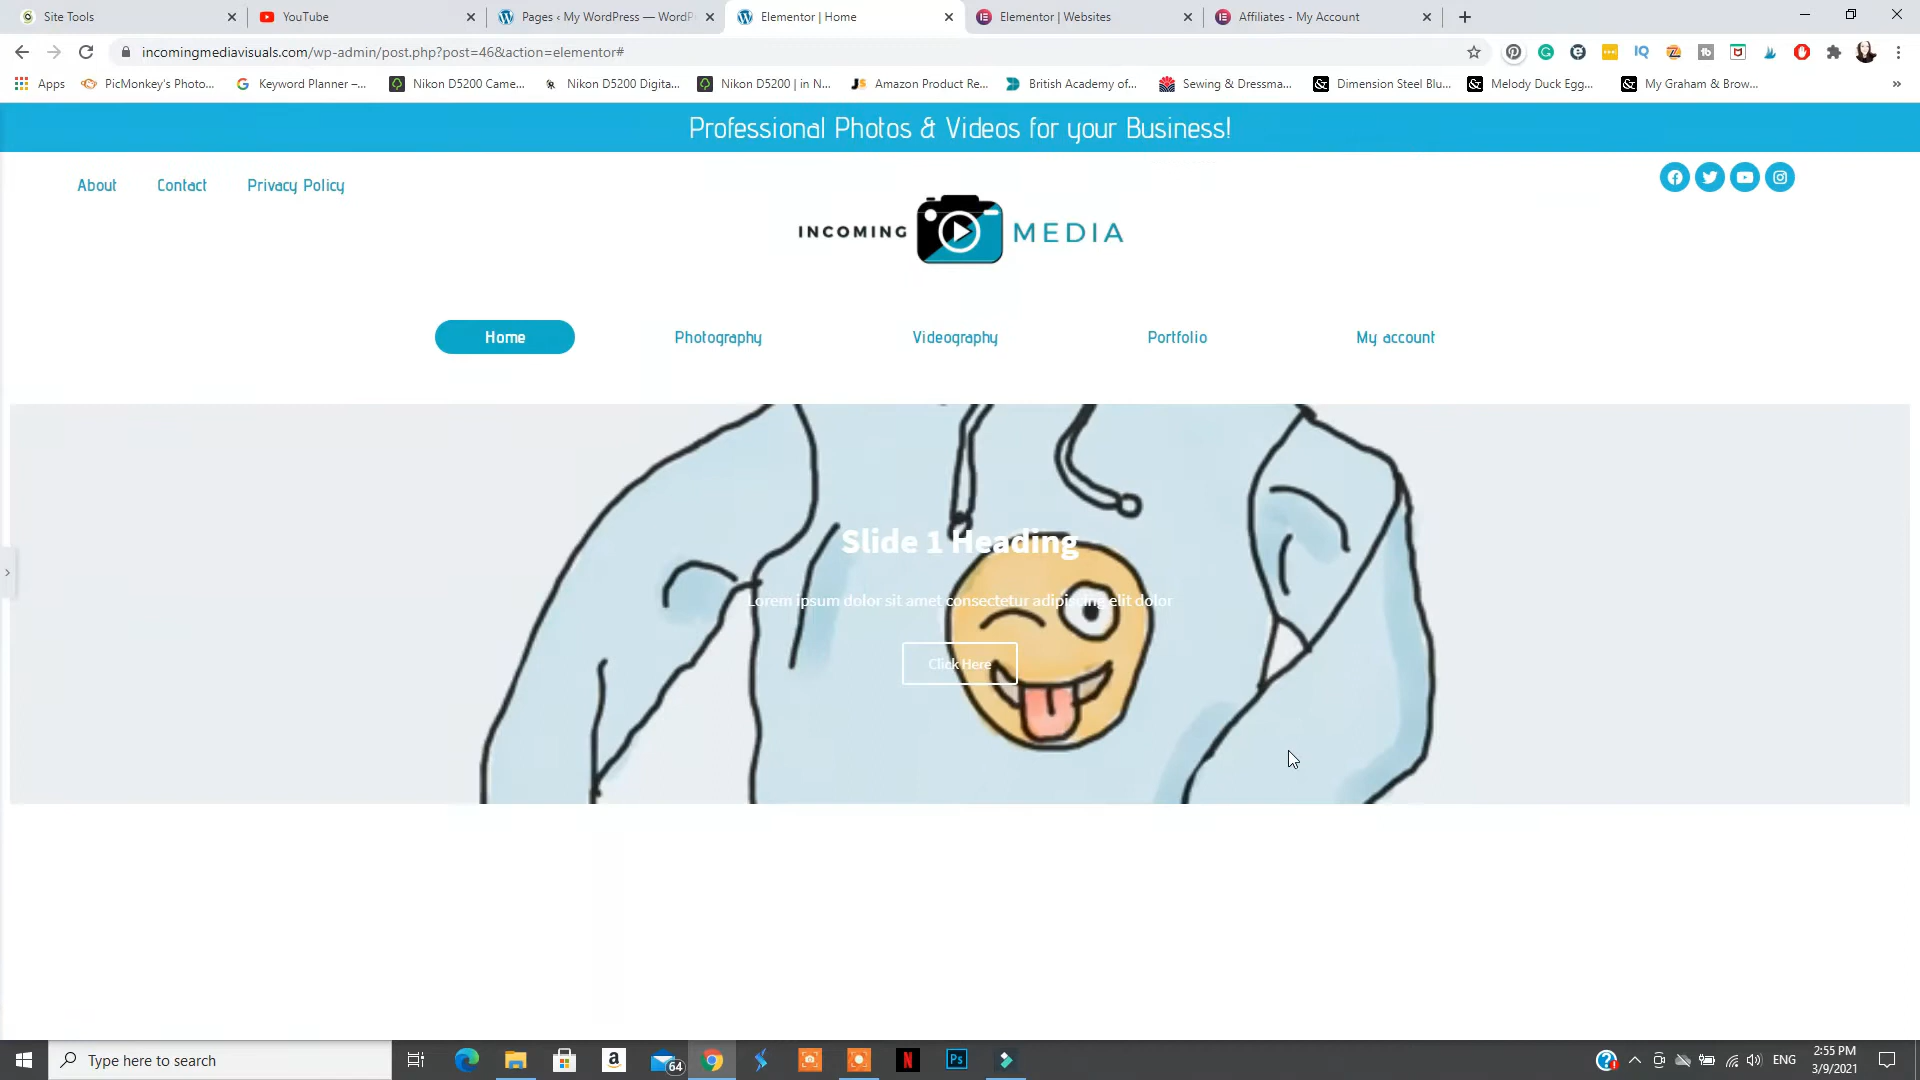 Site Tools
YouTube
Pages ‹ My WordPress — WordP
Elementor | Home
Elementor | Websites
Affiliates - My Account
incomingmediavisuals.com/wp-admin/post.php?post=46&action=elementor#
Apps
PicMonkey's Photo...
Keyword Planner –...
Nikon D5200 Came...
Nikon D5200 Digita...
Nikon D5200 | in N...
Amazon Product Re...
British Academy of...
Sewing & Dressma...
Dimension Steel Blu...
Melody Duck Egg...
My Graham & Brow...
Professional Photos & Videos for your Business!
About
Contact
Privacy Policy
INCOMING MEDIA
Home
Photography
Videography
Portfolio
My account
Slide 1 Heading
Lorem ipsum dolor sit amet consectetur adipiscing elit dolor
Click Here
Type here to search
64
Ps
ENG
2:55 PM
3/9/2021